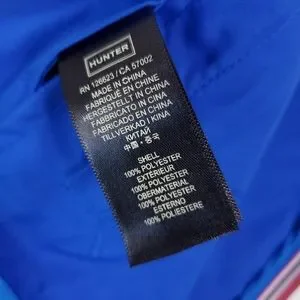 HUNTER
RN 126623 / CA 57002
MADE IN CHINA
FABRIQUÉ EN CHINE
HERGESTELLT IN CHINA
FABRICADO EN CHINA
FABBRICATO IN CINA
TILLVERKAD I KINA
КИТАЙ
中国 • 중국
SHELL
100% POLYESTER
EXTÉRIEUR
100% POLYESTER
OBERMATERIAL
100% POLYESTER
ESTERNO
100% POLIESTERE